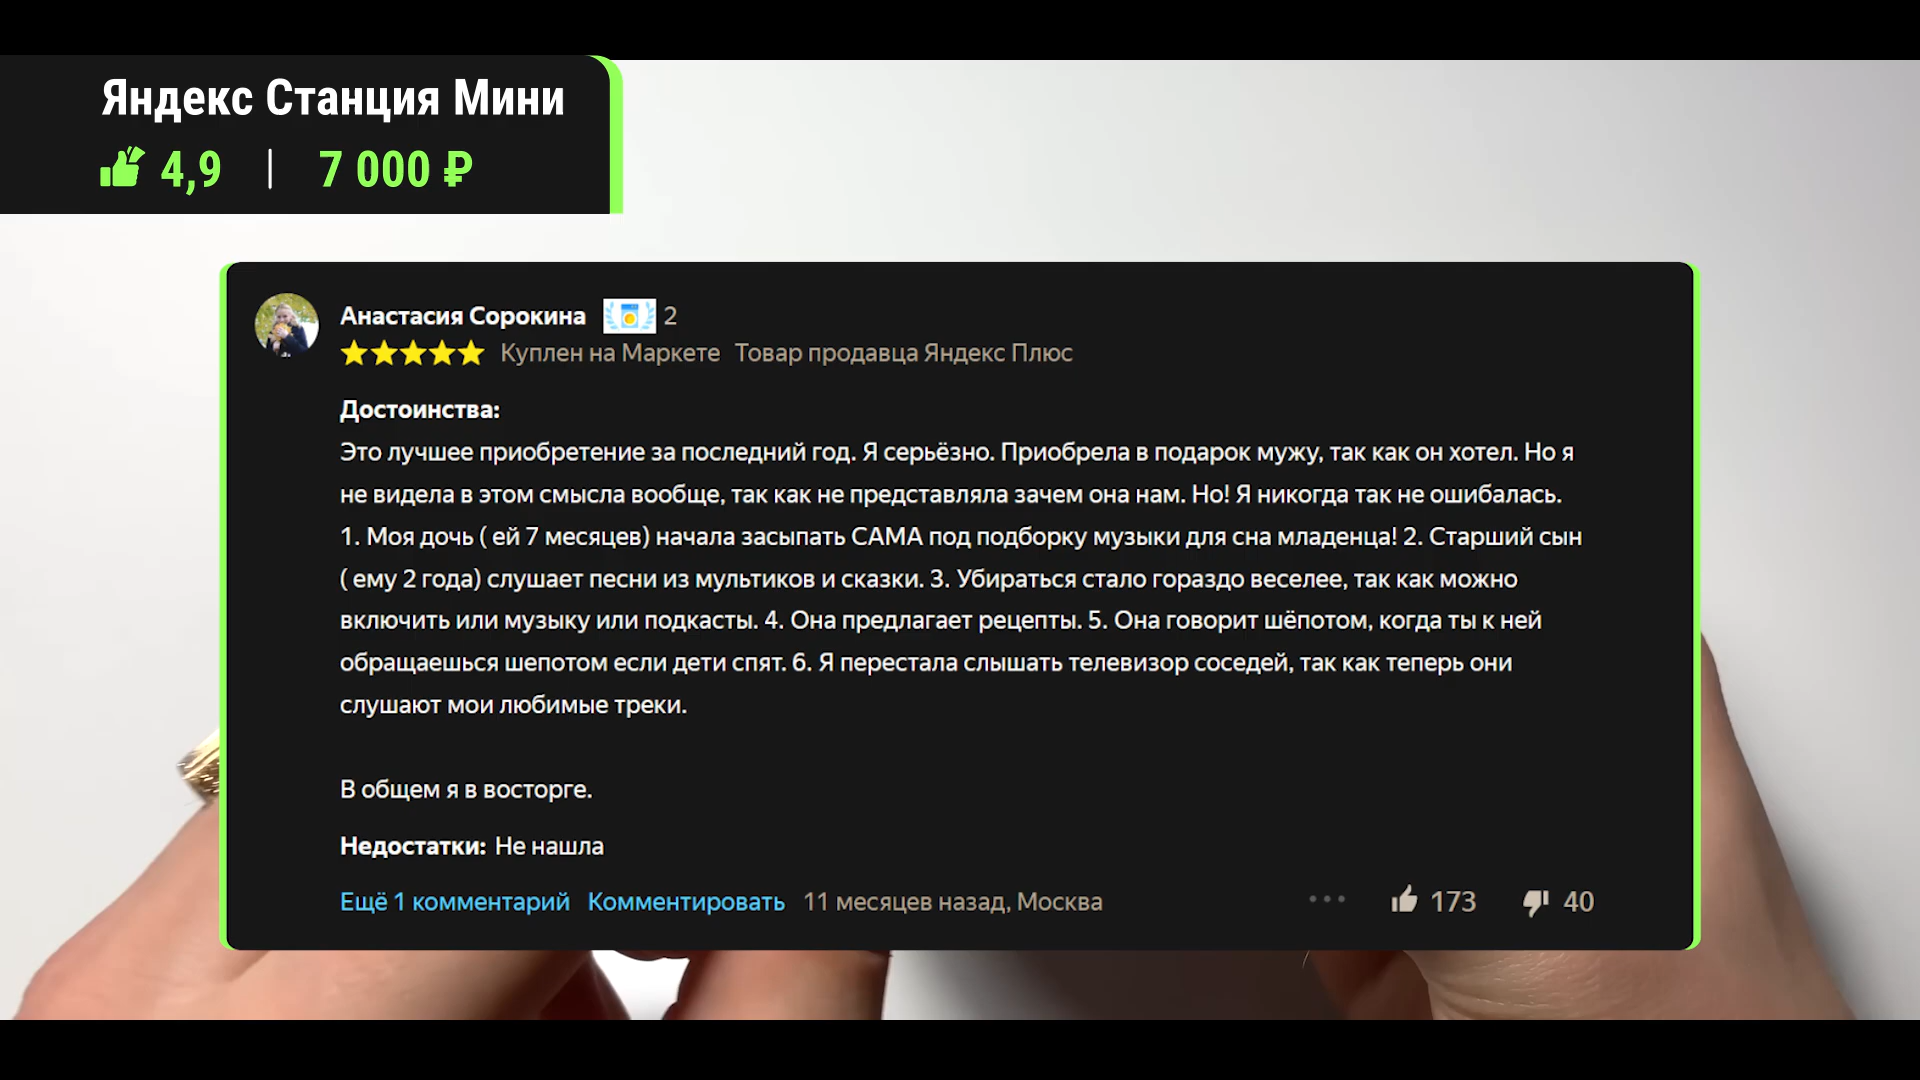 Яндекс Станция Мини
4,9 | 7 000 ₽
Анастасия Сорокина 2
Куплен на Маркете Товар продавца Яндекс Плюс
Достоинства:
Это лучшее приобретение за последний год. Я серьёзно. Приобрела в подарок мужу, так как он хотел. Но я
не видела в этом смысла вообще, так как не представляла зачем она нам. Но! Я никогда так не ошибалась.
1. Моя дочь ( ей 7 месяцев) начала засыпать САМА под подборку музыки для сна младенца! 2. Старший сын
( ему 2 года) слушает песни из мультиков и сказки. 3. Убираться стало гораздо веселее, так как можно
включить или музыку или подкасты. 4. Она предлагает рецепты. 5. Она говорит шёпотом, когда ты к ней
обращаешься шепотом если дети спят. 6. Я перестала слышать телевизор соседей, так как теперь они
слушают мои любимые треки.
В общем я в восторге.
Недостатки: Не нашла
Ещё 1 комментарий Комментировать 11 месяцев назад, Москва ... 173 40